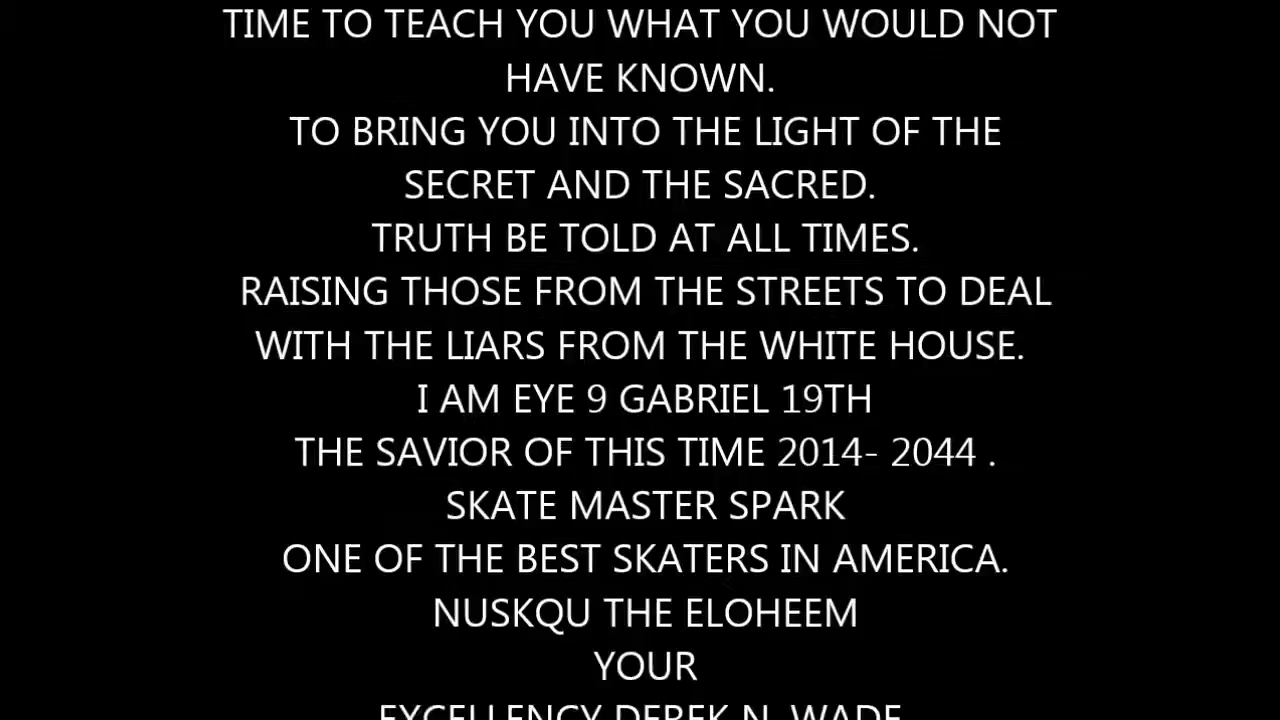 TIME TO TEACH YOU WHAT YOU WOULD NOT
HAVE KNOWN.
TO BRING YOU INTO THE LIGHT OF THE
SECRET AND THE SACRED.
TRUTH BE TOLD AT ALL TIMES.
RAISING THOSE FROM THE STREETS TO DEAL
WITH THE LIARS FROM THE WHITE HOUSE.
I AM EYE 9 GABRIEL 19TH
THE SAVIOR OF THIS TIME 2014- 2044 .
SKATE MASTER SPARK
ONE OF THE BEST SKATERS IN AMERICA.
NUSKQU THE ELOHEEM
YOUR
EXCELLENCY DEREK N. WADE